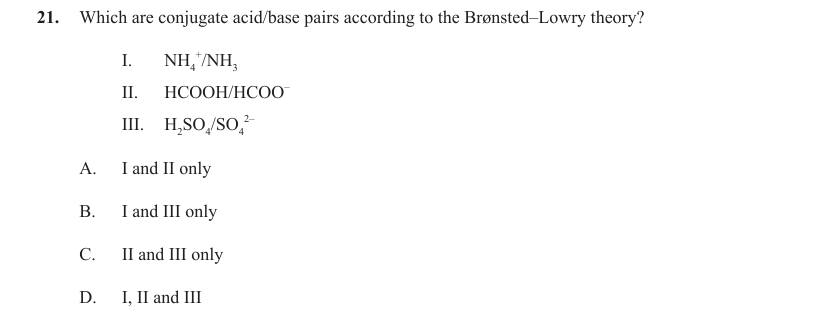 21. Which are conjugate acid/base pairs according to the Brønsted–Lowry theory?
I. NH₄⁺/NH₃
II. HCOOH/HCOO⁻
III. H₂SO₄/SO₄²⁻
A. I and II only
B. I and III only
C. II and III only
D. I, II and III